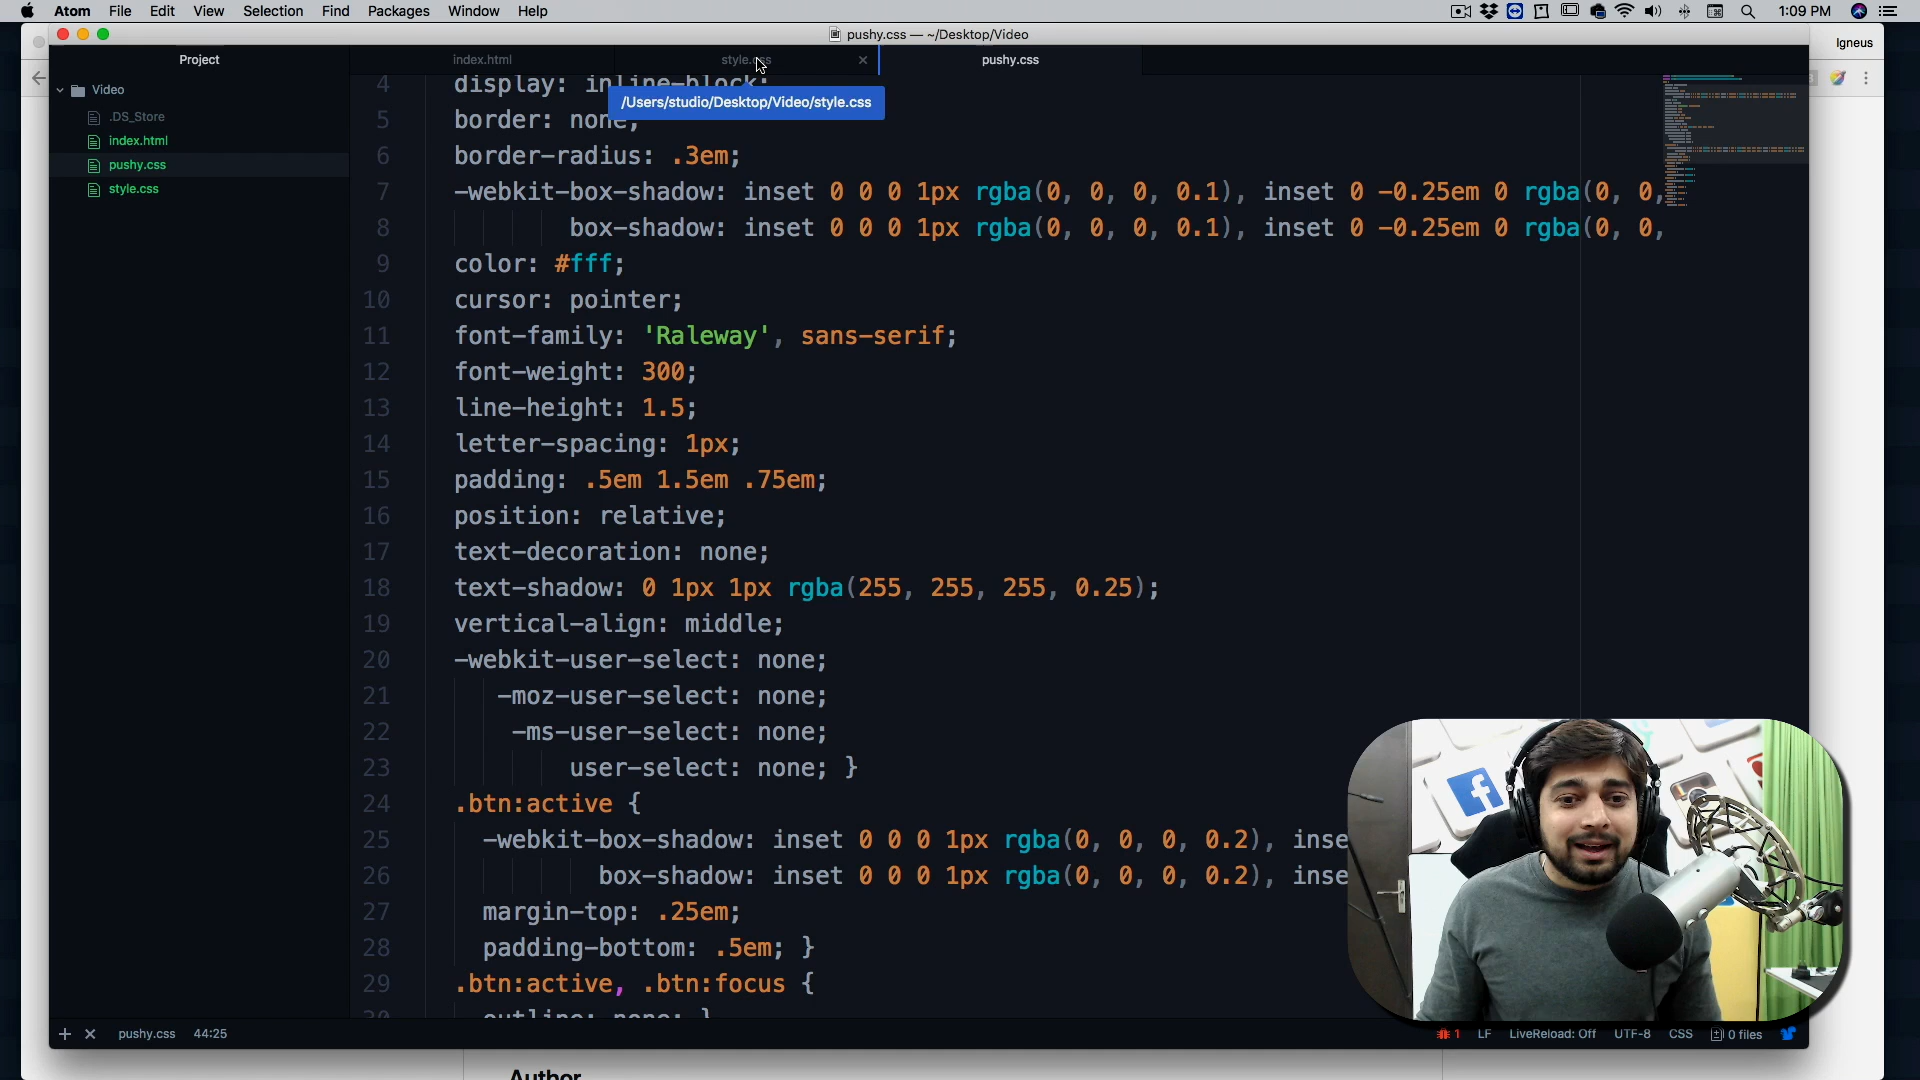 Atom File Edit View Selection Find Packages Window Help 1:09 PM
pushy.css — ~/Desktop/Video
Igneus
Project
index.html style.css pushy.css
Video
.DS_Store
index.html
pushy.css
style.css
/Users/studio/Desktop/Video/style.css
4 display: inline-block;
5 border: none;
6 border-radius: .3em;
7 -webkit-box-shadow: inset 0 0 0 1px rgba(0, 0, 0, 0.1), inset 0 -0.25em 0 rgba(0, 0,
8 box-shadow: inset 0 0 0 1px rgba(0, 0, 0, 0.1), inset 0 -0.25em 0 rgba(0, 0,
9 color: #fff;
10 cursor: pointer;
11 font-family: 'Raleway', sans-serif;
12 font-weight: 300;
13 line-height: 1.5;
14 letter-spacing: 1px;
15 padding: .5em 1.5em .75em;
16 position: relative;
17 text-decoration: none;
18 text-shadow: 0 1px 1px rgba(255, 255, 255, 0.25);
19 vertical-align: middle;
20 -webkit-user-select: none;
21 -moz-user-select: none;
22 -ms-user-select: none;
23 user-select: none; }
24 .btn:active {
25 -webkit-box-shadow: inset 0 0 0 1px rgba(0, 0, 0, 0.2), inse
26 box-shadow: inset 0 0 0 1px rgba(0, 0, 0, 0.2), inse
27 margin-top: .25em;
28 padding-bottom: .5em; }
29 .btn:active, .btn:focus {
30 outline: none; }
pushy.css 44:25 1 LF LiveReload: Off UTF-8 CSS 0 files
Author